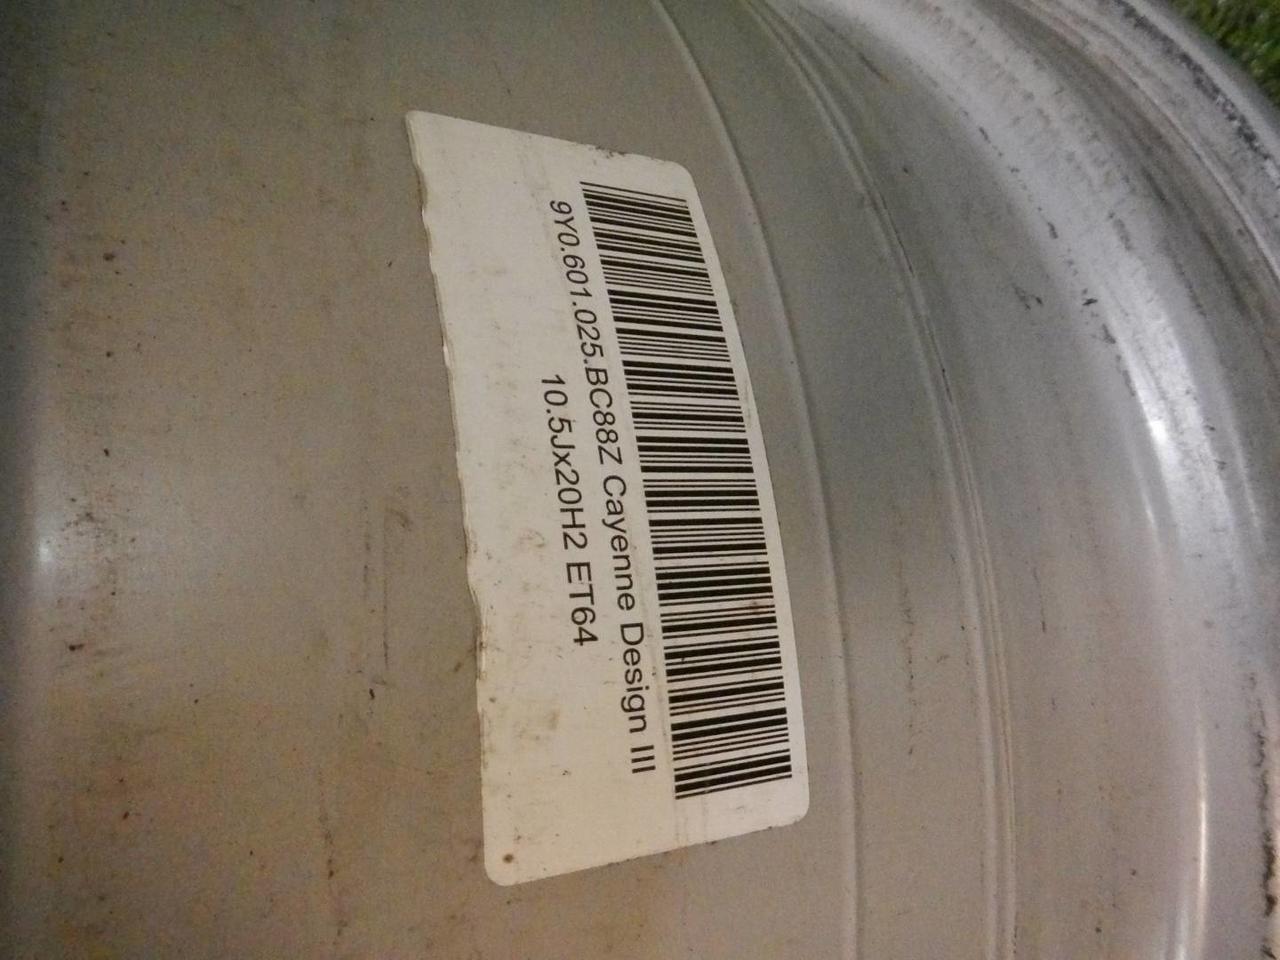 9Y0.601.025.BC88Z Cayenne Design III
10.5Jx20H2 ET64